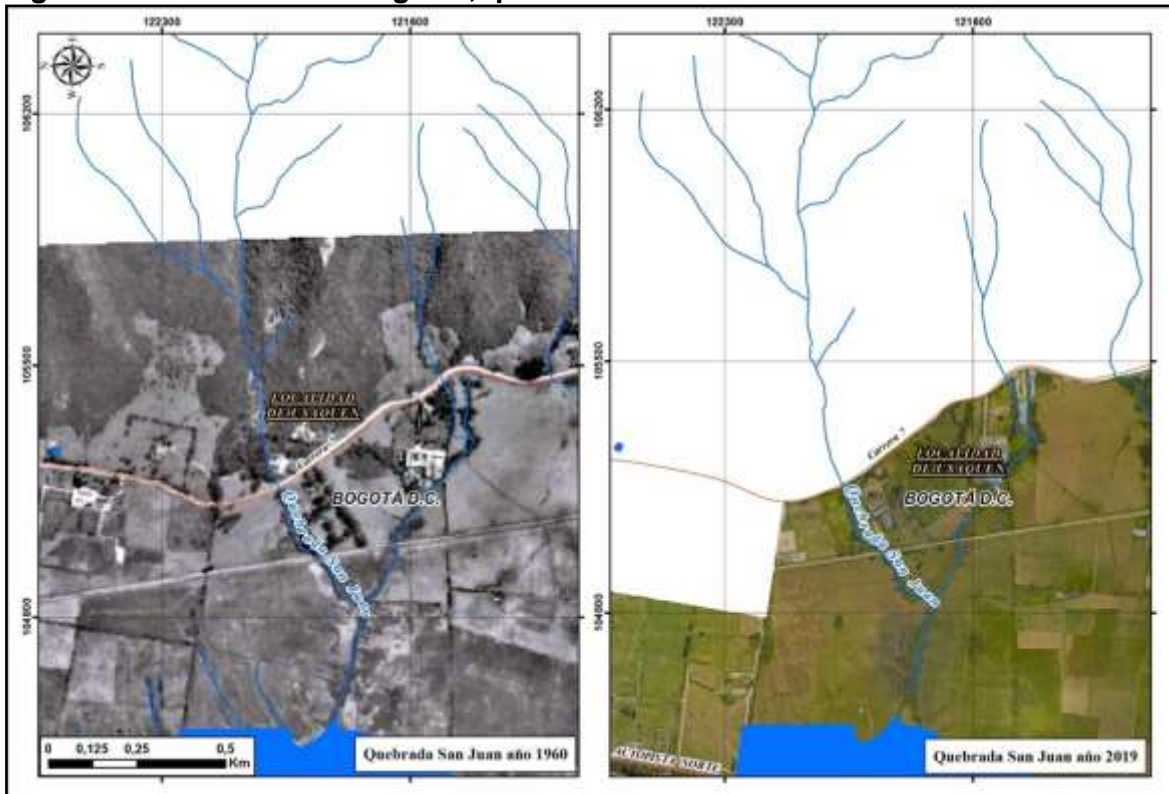 122300
121600
122300
121600
106200
106200
105500
105500
104800
104800
LOCALIDAD
DE USAQUEN
BOGOTÁ D.C.
Quebrada San Juan
Carrera 7
LOCALIDAD
DE USAQUEN
BOGOTÁ D.C.
Quebrada San Juan
0 0,125 0,25 0,5
Km
Quebrada San Juan año 1960
AUTOPISTA NORTE
Quebrada San Juan año 2019